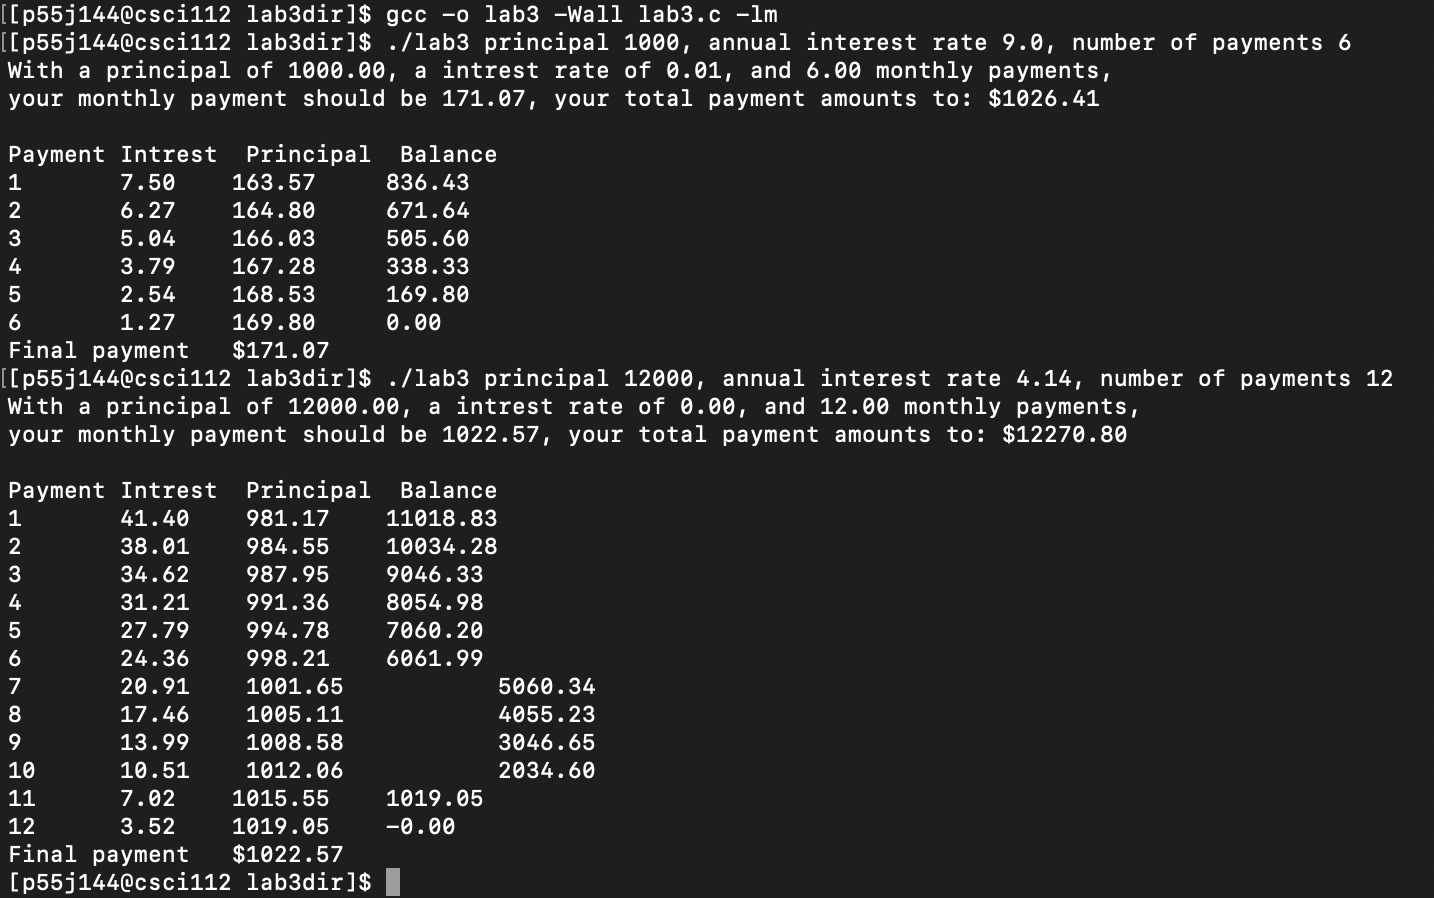 [[p55j144@csci112 lab3dir]$ gcc -o lab3 -Wall lab3.c -lm
[[p55j144@csci112 lab3dir]$ ./lab3 principal 1000, annual interest rate 9.0, number of payments 6
With a principal of 1000.00, a intrest rate of 0.01, and 6.00 monthly payments,
your monthly payment should be 171.07, your total payment amounts to: $1026.41

Payment Intrest  Principal  Balance
1       7.50    163.57     836.43
2       6.27    164.80     671.64
3       5.04    166.03     505.60
4       3.79    167.28     338.33
5       2.54    168.53     169.80
6       1.27    169.80     0.00
Final payment   $171.07
[[p55j144@csci112 lab3dir]$ ./lab3 principal 12000, annual interest rate 4.14, number of payments 12
With a principal of 12000.00, a intrest rate of 0.00, and 12.00 monthly payments,
your monthly payment should be 1022.57, your total payment amounts to: $12270.80

Payment Intrest  Principal  Balance
1       41.40    981.17    11018.83
2       38.01    984.55    10034.28
3       34.62    987.95    9046.33
4       31.21    991.36    8054.98
5       27.79    994.78    7060.20
6       24.36    998.21    6061.99
7       20.91    1001.65           5060.34
8       17.46    1005.11           4055.23
9       13.99    1008.58           3046.65
10      10.51    1012.06           2034.60
11      7.02    1015.55    1019.05
12      3.52    1019.05    -0.00
Final payment   $1022.57
[p55j144@csci112 lab3dir]$